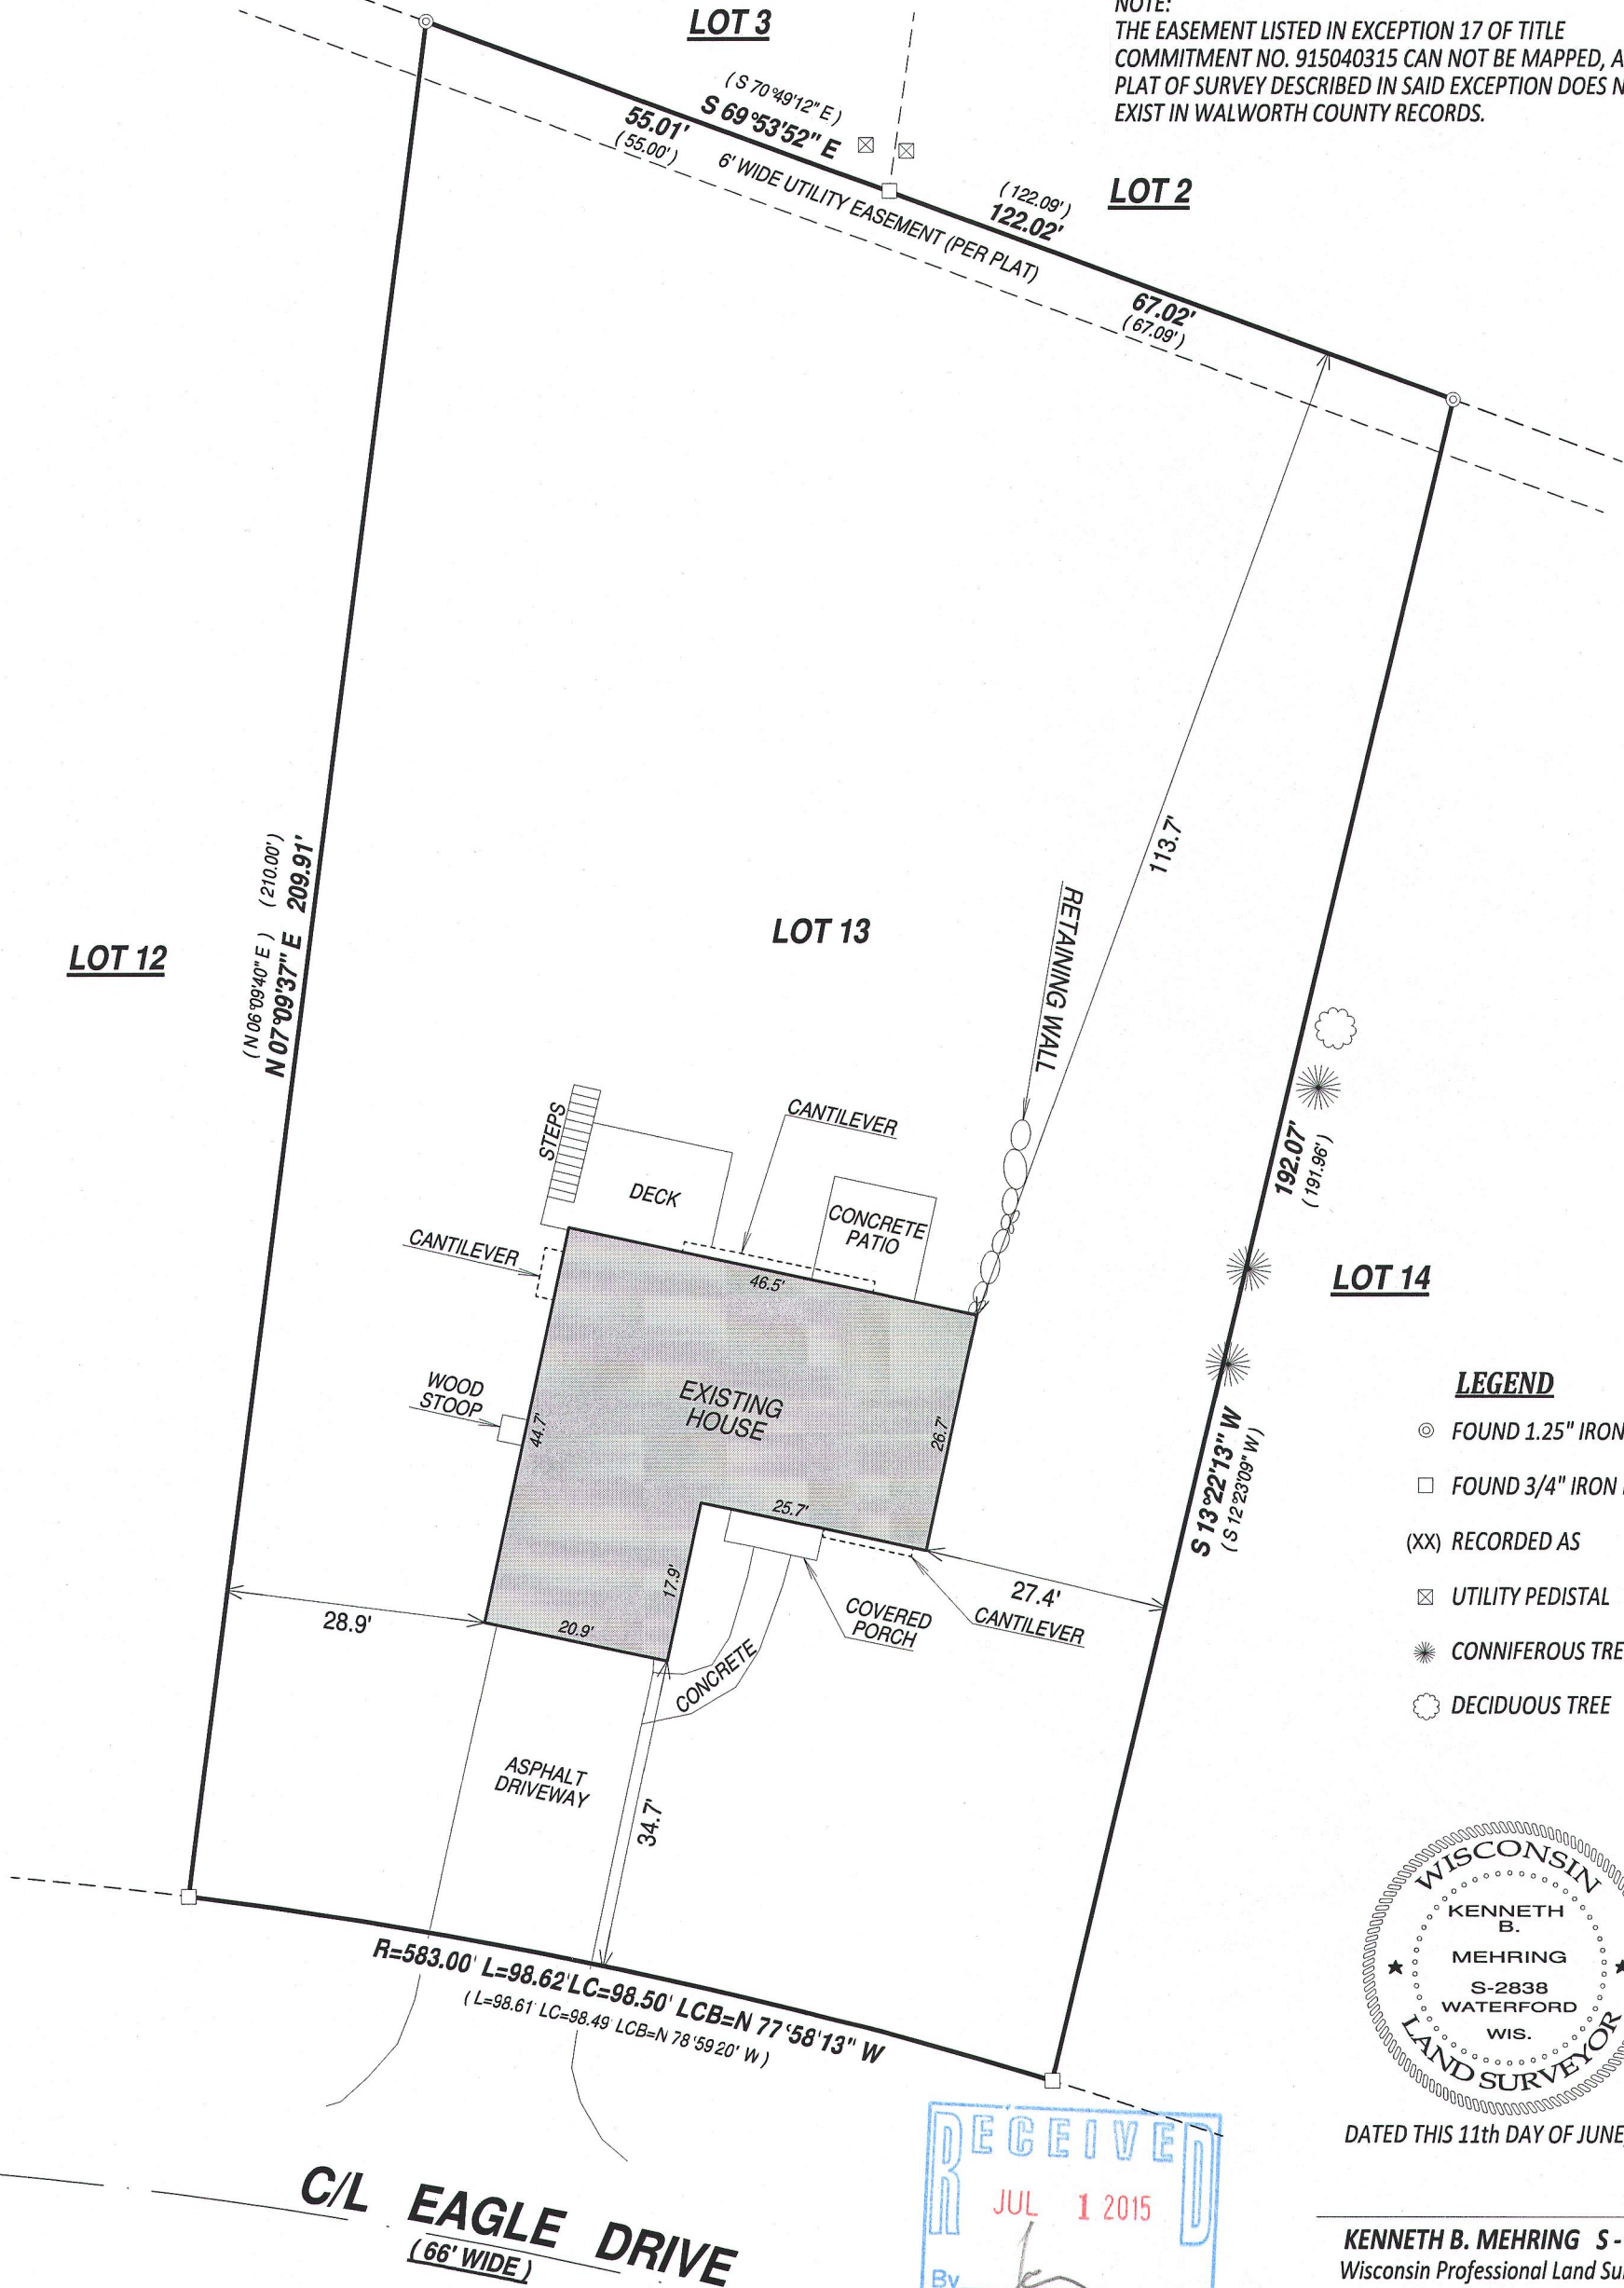 LOT 3
NOTE:
THE EASEMENT LISTED IN EXCEPTION 17 OF TITLE
COMMITMENT NO. 915040315 CAN NOT BE MAPPED, A
PLAT OF SURVEY DESCRIBED IN SAID EXCEPTION DOES N
EXIST IN WALWORTH COUNTY RECORDS.
(S 70°49'12" E)
S 69°53'52" E
55.01'
(55.00')
6' WIDE UTILITY EASEMENT (PER PLAT)
(122.09')
122.02'
LOT 2
67.02'
(67.09')
113.7'
(N 06°09'40" E) (210.00')
N 07°09'37" E 209.91'
LOT 12
LOT 13
RETAINING WALL
STEPS
CANTILEVER
DECK
CONCRETE
PATIO
CANTILEVER
46.5'
192.07'
(191.96')
LOT 14
WOOD
STOOP
44.7'
EXISTING
HOUSE
26.7'
25.7'
S 13°22'13" W
(S 12°23'09" W)
17.9'
20.9'
28.9'
27.4'
COVERED
PORCH
CANTILEVER
CONCRETE
ASPHALT
DRIVEWAY
34.7'
LEGEND
FOUND 1.25" IRON
FOUND 3/4" IRON
(XX) RECORDED AS
UTILITY PEDISTAL
CONNIFEROUS TRE
DECIDUOUS TREE
R=583.00' L=98.62' LC=98.50' LCB=N 77°58'13" W
(L=98.61' LC=98.49' LCB=N 78°59'20' W)
WISCONSIN
KENNETH
B.
MEHRING
S-2838
WATERFORD
WIS.
LAND SURVEYOR
DATED THIS 11th DAY OF JUNE,
C/L EAGLE DRIVE
(66' WIDE)
RECEIVED
JUL 1 2015
By
KENNETH B. MEHRING S-
Wisconsin Professional Land Su